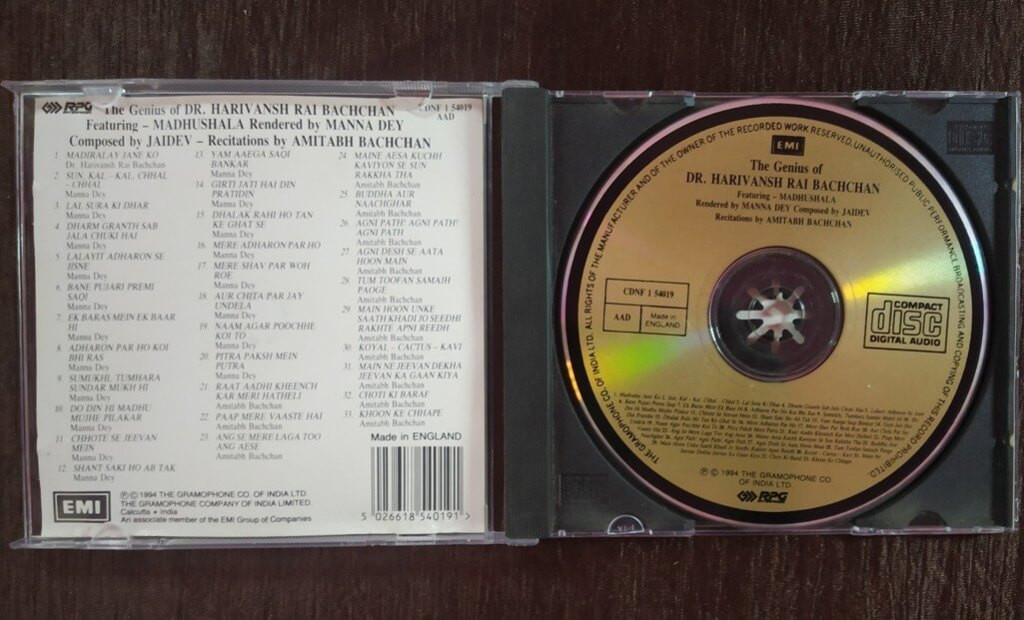 RPG The Genius of DR. HARIVANSH RAI BACHCHAN CDNF 1 54019
AAD
Featuring – MADHUSHALA Rendered by MANNA DEY
Composed by JAIDEV – Recitations by AMITABH BACHCHAN
1 MADIRALAY JANE KO
Dr. Harivansh Rai Bachchan
2. SUN. KAL – KAL. CHHAL
- CHHAL
Manna Dey
3. LAL SURA KI DHAR
Manna Dey
4 DHARM GRANTH SAB
JALA CHUKI HAI
Manna Dey
5 LALAYIT ADHARON SE
JISNE
Manna Dey
6. BANE PUJARI PREMI
SAQI
Manna Dey
7. EK BARAS MEIN EK BAAR
HI
Manna Dey
8. ADHARON PAR HO KOI
BHI RAS
Manna Dey
9. SUMUKHI, TUMHARA
SUNDAR MUKH HI
Manna Dey
10. DO DIN HI MADHU
MUJHE PILAKAR
Manna Dey
11 CHHOTE SE JEEVAN
MEIN
Manna Dey
12. SHANT SAKI HO AB TAK
Manna Dey
13. YAM AAEGA SAQI
BANKAR
Manna Dey
14. GIRTI JATI HAI DIN
PRATIDIN
Manna Dey
15. DHALAK RAHI HO TAN
KE GHAT SE
Manna Dey
16. MERE ADHARON PAR HO
Manna Dey
17. MERE SHAV PAR WOH
ROE
Manna Dey
18. AUR CHITA PAR JAY
UNDELA
Manna Dey
19. NAAM AGAR POOCHHE
KOI TO
Manna Dey
20. PITRA PAKSH MEIN
PUTRA
Manna Dey
21 RAAT AADHI KHEENCH
KAR MERI HATHELI
Amitabh Bachchan
22 PAAP MERE VAASTE HAI
Amitabh Bachchan
23 ANG SE MERE LAGA TOO
ANG AESE
Amitabh Bachchan
24 MAINE AESA KUCHH
KAVIYON SE SUN
RAKKHA THA
Amitabh Bachchan
25 BUDDHA AUR
NAACHGHAR
Amitabh Bachchan
26 AGNI PATH' AGNI PATH'
AGNI PATH
Amitabh Bachchan
27 AGNI DESH SE AATA
HOON MAIN
Amitabh Bachchan
28 TUM TOOFAN SAMAJH
PAOGE
Amitabh Bachchan
29 MAIN HOON UNKE
SAATH KHADI JO SEEDHI
RAKHTE APNI REEDH
Amitabh Bachchan
30. KOYAL – CACTUS – KAVI
Amitabh Bachchan
31. MAIN NE JEEVAN DEKHA
JEEVAN KA GAAN KIYA
Amitabh Bachchan
32. CHOTI KI BARAF
Amitabh Bachchan
33. KHOON KE CHHAPE
Amitabh Bachchan
Made in ENGLAND
EMI
℗ © 1994 THE GRAMOPHONE CO. OF INDIA LTD.
THE GRAMOPHONE COMPANY OF INDIA LIMITED.
Calcutta • India
An associate member of the EMI Group of Companies
5 026618 540191 >
ALL RIGHTS OF THE MANUFACTURER AND OF THE OWNER OF THE RECORDED WORK RESERVED. UNAUTHORISED PUBLIC PERFORMANCE, BROADCASTING AND COPYING OF THIS RECORD PROHIBITED.
THE GRAMOPHONE CO. OF INDIA LTD.
EMI
The Genius of
DR. HARIVANSH RAI BACHCHAN
Featuring – MADHUSHALA
Rendered by MANNA DEY Composed by JAIDEV
Recitations by AMITABH BACHCHAN
CDNF 1 54019
AAD
Made in
ENGLAND
COMPACT
disc
DIGITAL AUDIO
℗ © 1994 THE GRAMOPHONE CO.
OF INDIA LTD.
RPG